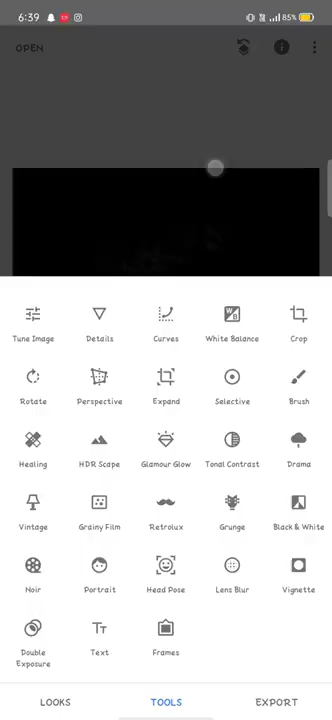 6:39
85%
OPEN
Tune Image Details Curves White Balance Crop
Rotate Perspective Expand Selective Brush
Healing HDR Scape Glamour Glow Tonal Contrast Drama
Vintage Grainy Film Retrolux Grunge Black & White
Noir Portrait Head Pose Lens Blur Vignette
Double Exposure Text Frames
LOOKS TOOLS EXPORT